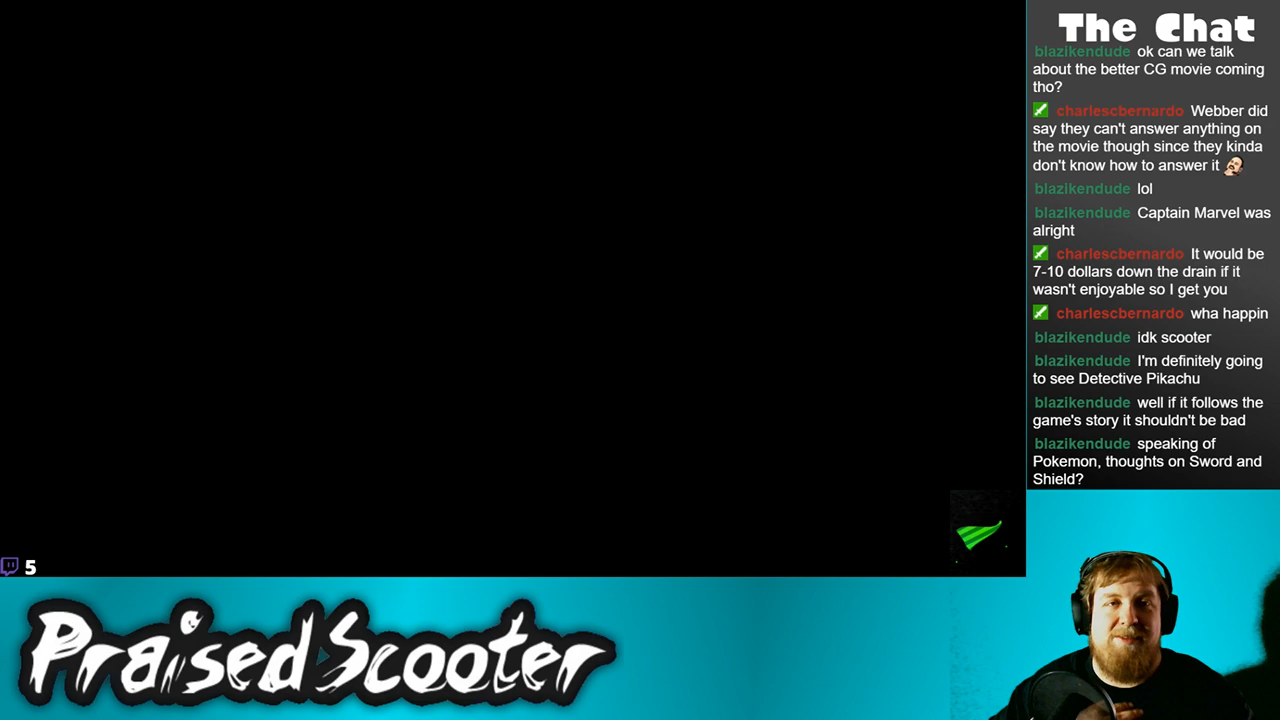 The Chat
blazikendude ok can we talk
about the better CG movie coming
tho?
charlescbernardo Webber did
say they can't answer anything on
the movie though since they kinda
don't know how to answer it
blazikendude lol
blazikendude Captain Marvel was
alright
charlescbernardo It would be
7-10 dollars down the drain if it
wasn't enjoyable so I get you
charlescbernardo wha happin
blazikendude idk scooter
blazikendude I'm definitely going
to see Detective Pikachu
blazikendude well if it follows the
game's story it shouldn't be bad
blazikendude speaking of
Pokemon, thoughts on Sword and
Shield?
5
PraisedScooter